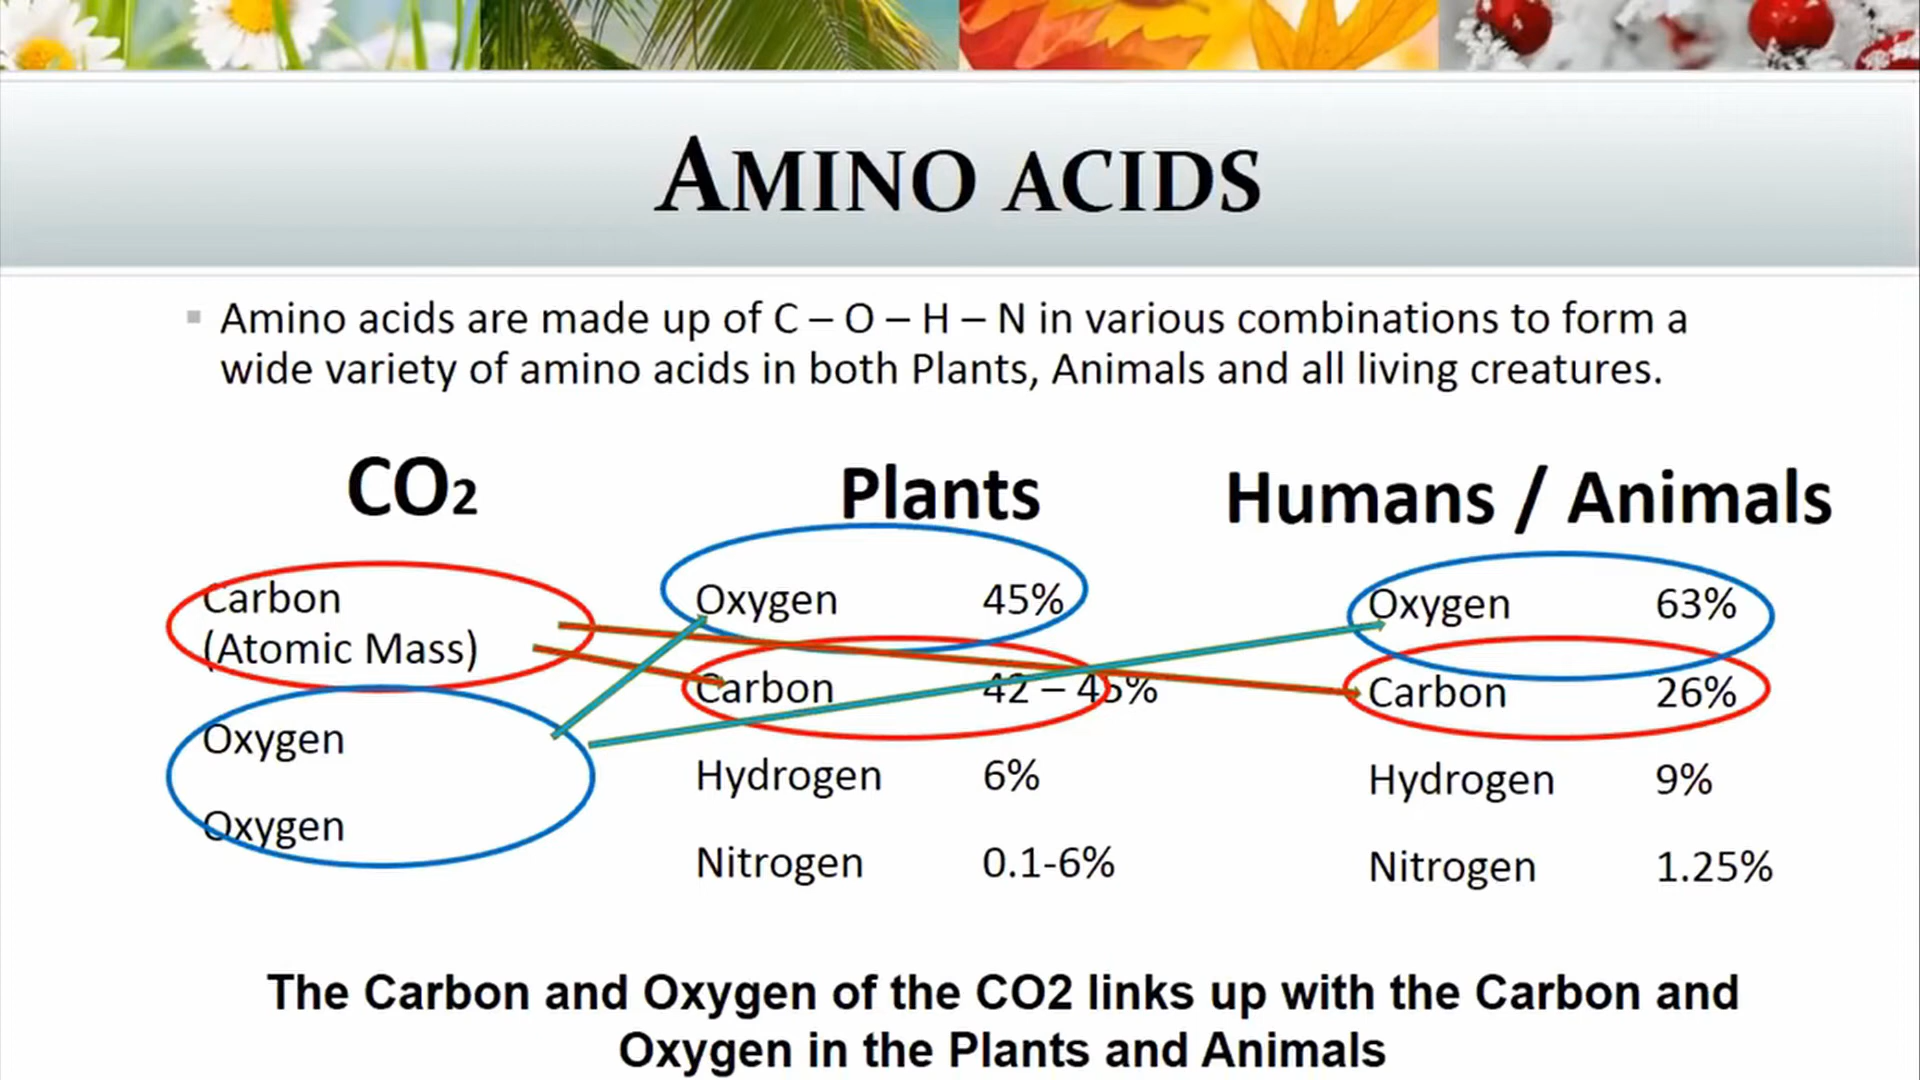 AMINO ACIDS
Amino acids are made up of C – O – H – N in various combinations to form a
wide variety of amino acids in both Plants, Animals and all living creatures.
CO2
Carbon
(Atomic Mass)
Oxygen
Oxygen
Plants
Oxygen 45%
Carbon 42 – 45%
Hydrogen 6%
Nitrogen 0.1-6%
Humans / Animals
Oxygen 63%
Carbon 26%
Hydrogen 9%
Nitrogen 1.25%
The Carbon and Oxygen of the CO2 links up with the Carbon and
Oxygen in the Plants and Animals